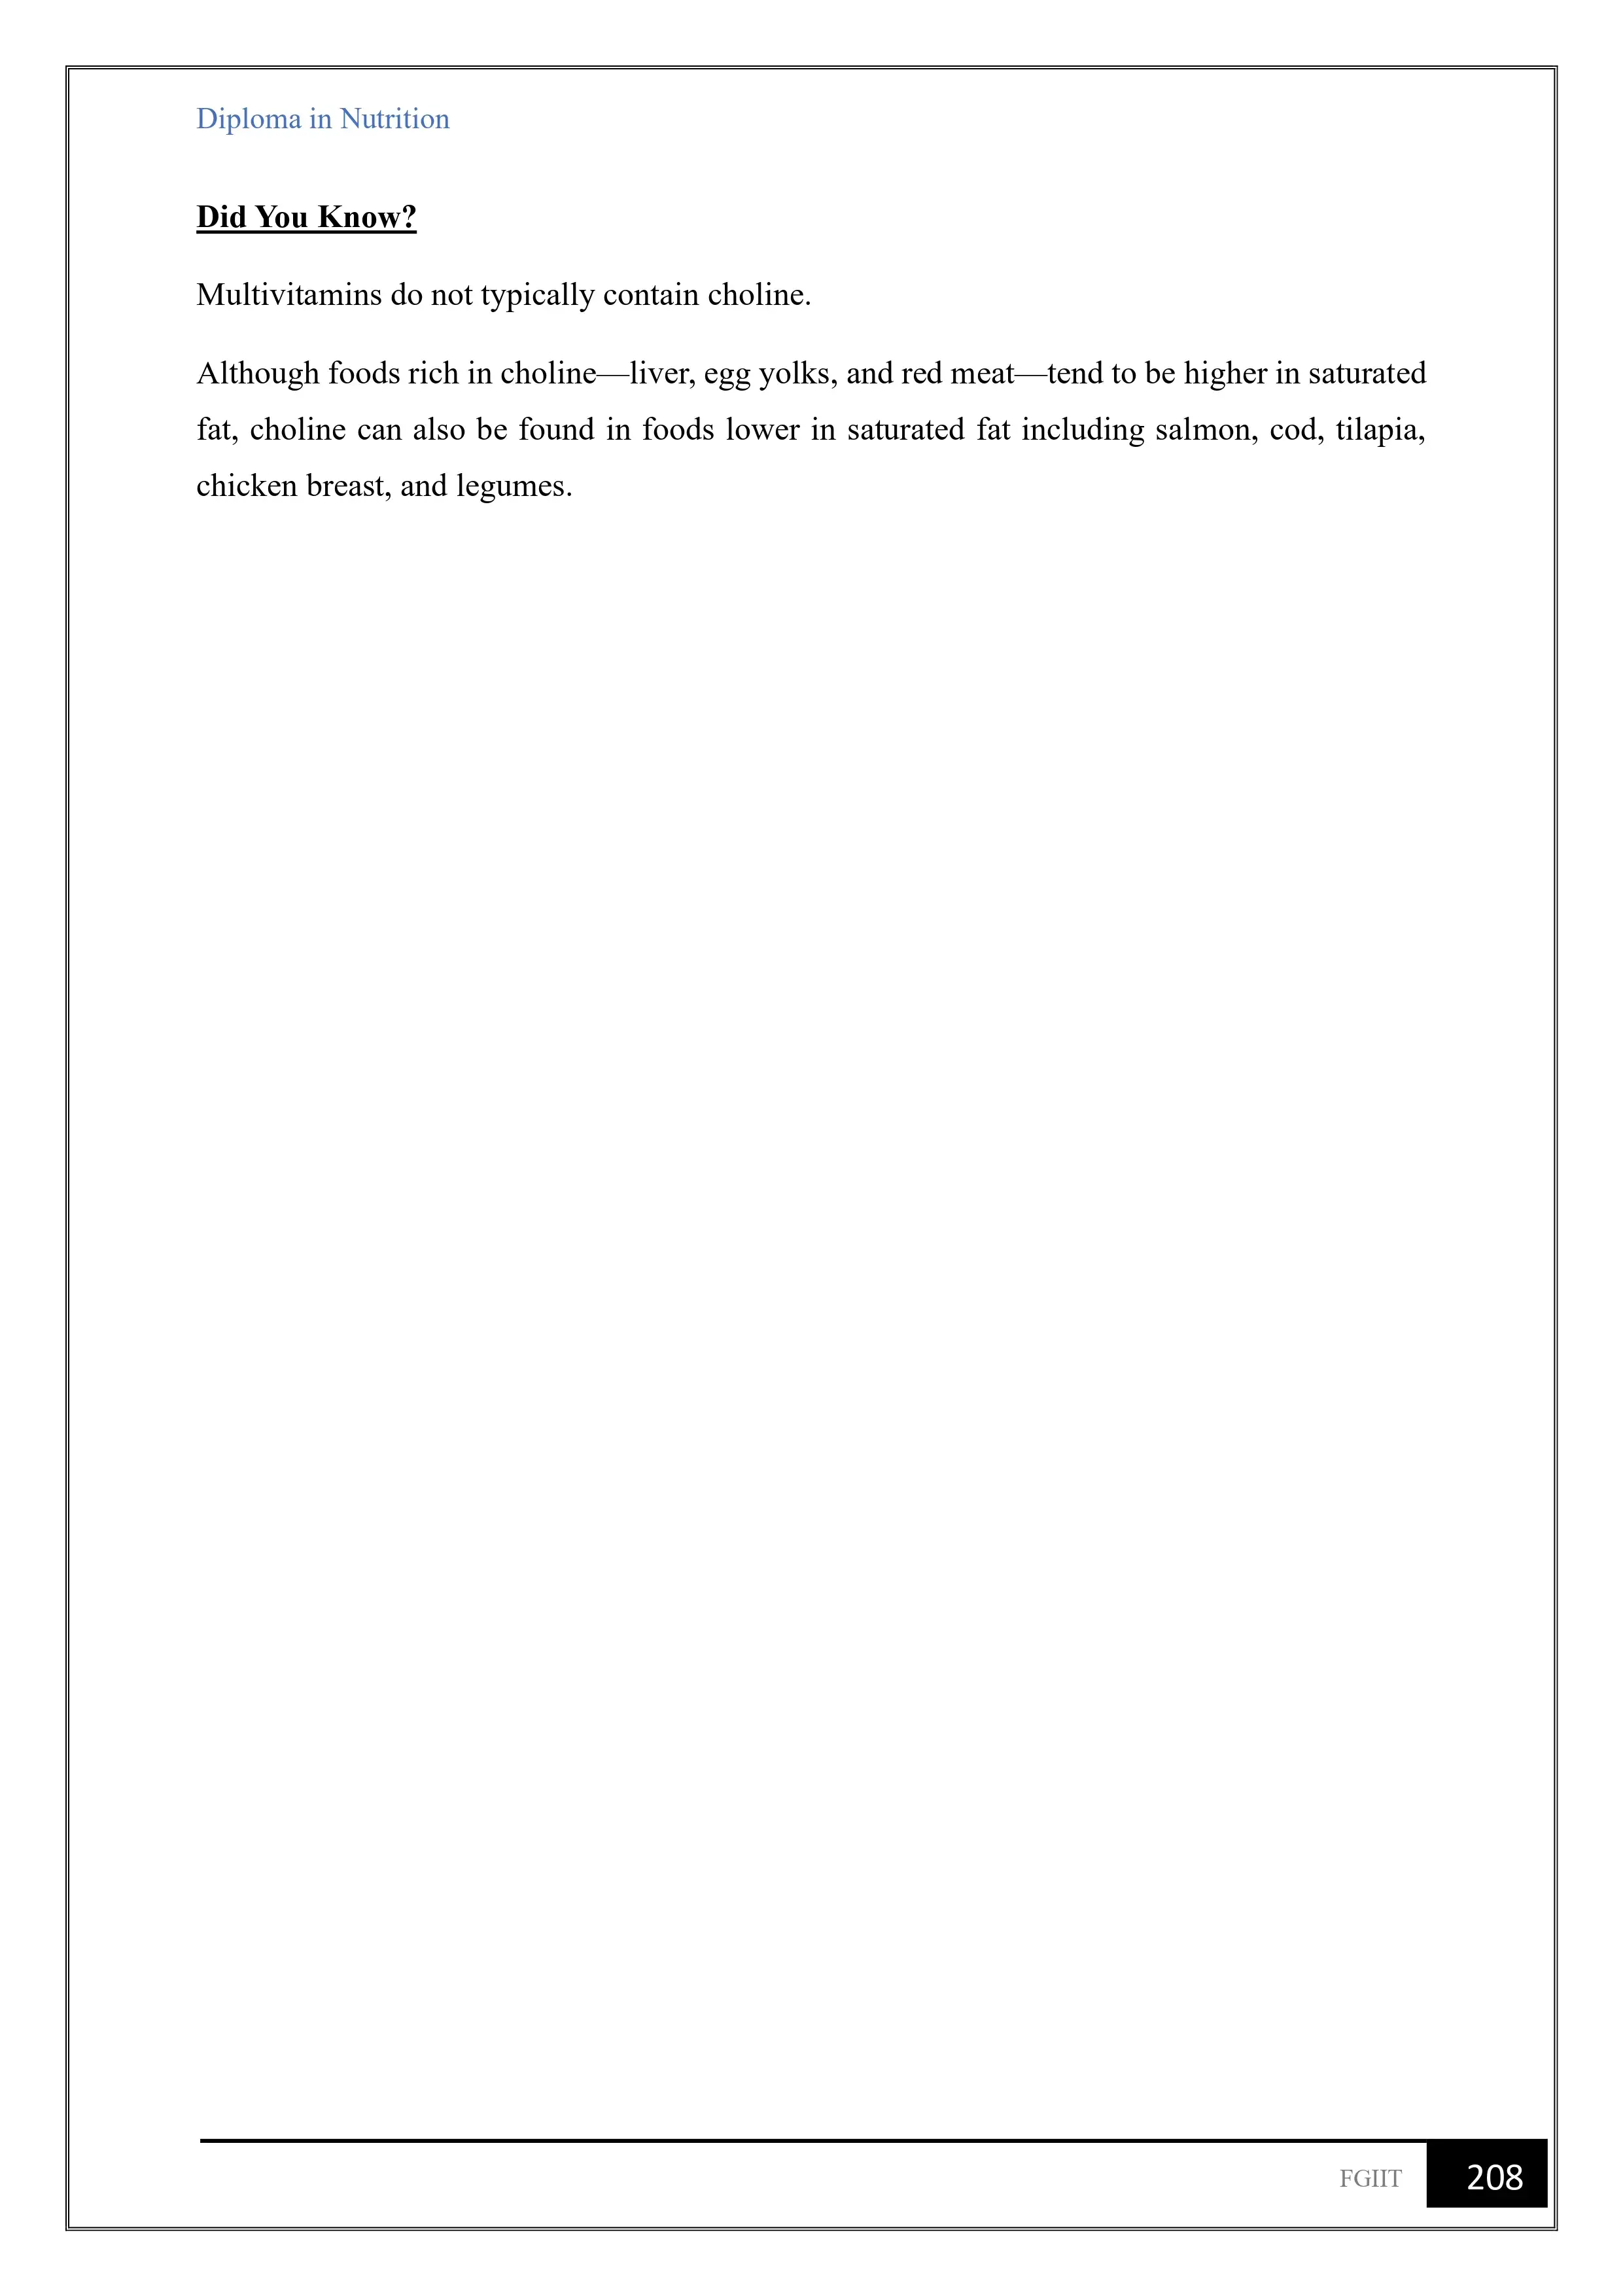 Diploma in Nutrition
Did You Know?
Multivitamins do not typically contain choline.
Although foods rich in choline—liver, egg yolks, and red meat—tend to be higher in saturated
fat, choline can also be found in foods lower in saturated fat including salmon, cod, tilapia,
chicken breast, and legumes.
FGIIT 208